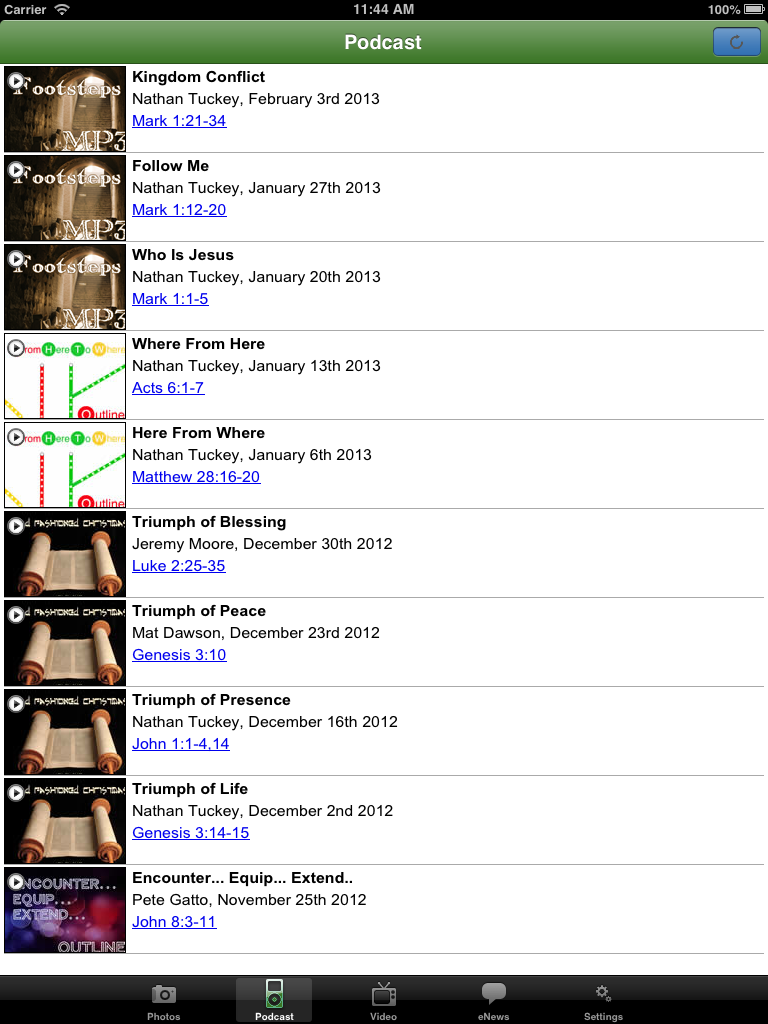 Carrier 11:44 AM 100%
Podcast
Footsteps
MP3
Kingdom Conflict
Nathan Tuckey, February 3rd 2013
Mark 1:21-34
Footsteps
MP3
Follow Me
Nathan Tuckey, January 27th 2013
Mark 1:12-20
Footsteps
MP3
Who Is Jesus
Nathan Tuckey, January 20th 2013
Mark 1:1-5
rom Here To Where
Outline
Where From Here
Nathan Tuckey, January 13th 2013
Acts 6:1-7
rom Here To Where
Outline
Here From Where
Nathan Tuckey, January 6th 2013
Matthew 28:16-20
D FASHIONED CHRISTMAS
Triumph of Blessing
Jeremy Moore, December 30th 2012
Luke 2:25-35
D FASHIONED CHRISTMAS
Triumph of Peace
Mat Dawson, December 23rd 2012
Genesis 3:10
D FASHIONED CHRISTMAS
Triumph of Presence
Nathan Tuckey, December 16th 2012
John 1:1-4,14
D FASHIONED CHRISTMAS
Triumph of Life
Nathan Tuckey, December 2nd 2012
Genesis 3:14-15
ENCOUNTER...
EQUIP...
EXTEND...
OUTLINE
Encounter... Equip... Extend..
Pete Gatto, November 25th 2012
John 8:3-11
Photos Podcast Video eNews Settings